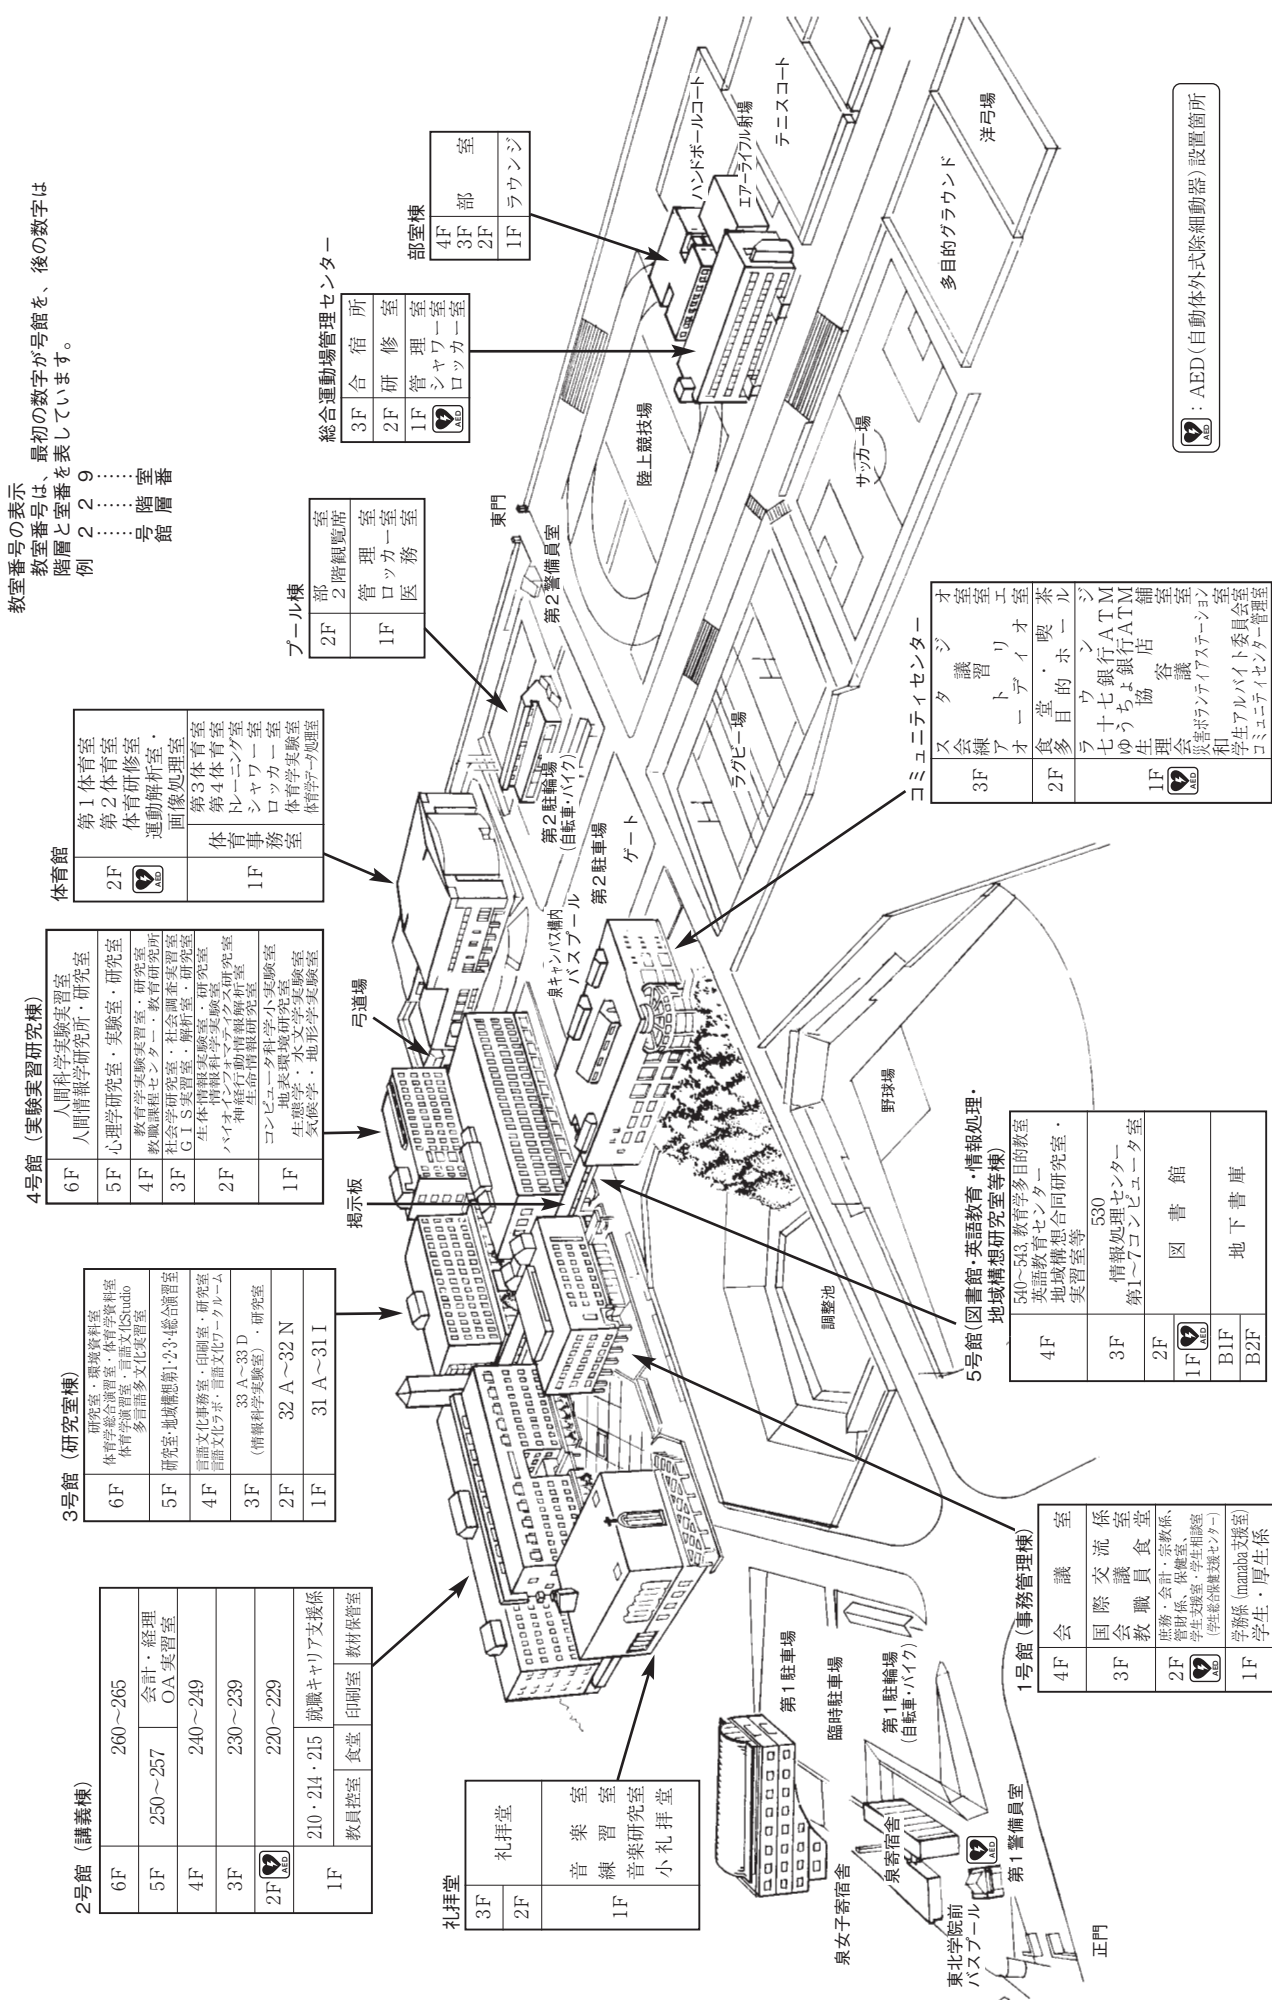 教室番号の表示
教室番号は、最初の数字が号館を、後の数字は
階層と室番を表しています。
例 2 2 9
号館 階層 室番
2号館（講義棟）
6F 260～265
5F 250～257 会計・経理 OA実習室
4F 240～249
3F 230～239
2F AED 220～229
1F 210・214・215 就職キャリア支援係
教員控室 食堂 印刷室 教材保管室
3号館（研究室棟）
6F 研究室・環境資料室
体育学総合演習室・体育学資料室
体育学演習室・言語文化Studio
多言語多文化実習室
5F 研究室・地域構想第1・2・3・4総合演習室
4F 言語文化事務室・印刷室・研究室
言語文化ラボ・言語文化ワークルーム
3F 33 A～33 D
（情報科学実験室）・研究室
2F 32 A～32 N
1F 31 A～31 I
4号館（実験実習研究棟）
6F 人間科学実験実習室
人間情報学研究所・研究室
5F 心理学研究室・実験室・研究室
4F 教育学実験実習室・研究室
教職課程センター・教育研究所
3F 社会学研究室・社会調査実習室
GIS実習室・解析室・研究室
2F 生体情報実験室・研究室
情報科学実験室
バイオインフォマティクス研究室
神経行動情報解析室
生命情報研究室
1F コンピュータ科学小実験室
地表環境研究室
生態学・水文学実験室
気候学・地形学実験室
体育館
2F AED 第1体育室
第2体育室
体育研修室
運動解析室・
画像処理室
1F 体育事務室
第3体育室
第4体育室
トレーニング室
シャワー室
ロッカー室
体育学実験室
体育学データ処理室
プール棟
2F 部室
2階観覧席
1F 管理室
ロッカー室
医務室
総合運動場管理センター
3F 合宿所
2F 研修室
1F AED 管理室
シャワー室
ロッカー室
部室棟
4F
3F 部室
2F
1F ラウンジ
礼拝堂
3F 礼拝堂
2F
1F 音楽室
練習室
音楽研究室
小礼拝堂
1号館（事務管理棟）
4F 会議室
3F 国際交流係
会議室
教職員食堂
2F AED 庶務・会計・宗教係、
管財係、保健室、
学生支援室・学生相談室
（学生総合保健支援センター）
1F 学務係（manaba支援室）
学生・厚生係
5号館（図書館・英語教育・情報処理・
地域構想研究室等棟）
4F 540～543, 教育学多目的教室
英語教育センター
地域構想合同研究室・
実習室等
3F 530
情報処理センター
第1～7コンピュータ室
2F 図書館
1F AED
B1F 地下書庫
B2F
コミュニティセンター
3F スタジオ
会議室
練習室
アトリエ
オーディオ室
2F 食堂・喫茶
多目的ホール
1F AED ラウンジ
七十七銀行ATM
ゆうちょ銀行ATM
生協店舗
理容室
会議室
災害ボランティアステーション
和室
学生アルバイト委員会室
コミュニティセンター管理室
弓道場
掲示板
東門
第2警備員室
第2駐輪場
（自転車・バイク）
泉キャンパス構内
バスプール
第2駐車場
ゲート
ラグビー場
陸上競技場
サッカー場
ハンドボールコート
エアーライフル射場
テニスコート
多目的グラウンド
洋弓場
野球場
調整池
第1駐車場
臨時駐車場
第1駐輪場
（自転車・バイク）
泉女子寄宿舎
泉寄宿舎
AED
第1警備員室
東北学院前
バスプール
正門
AED：AED（自動体外式除細動器）設置箇所